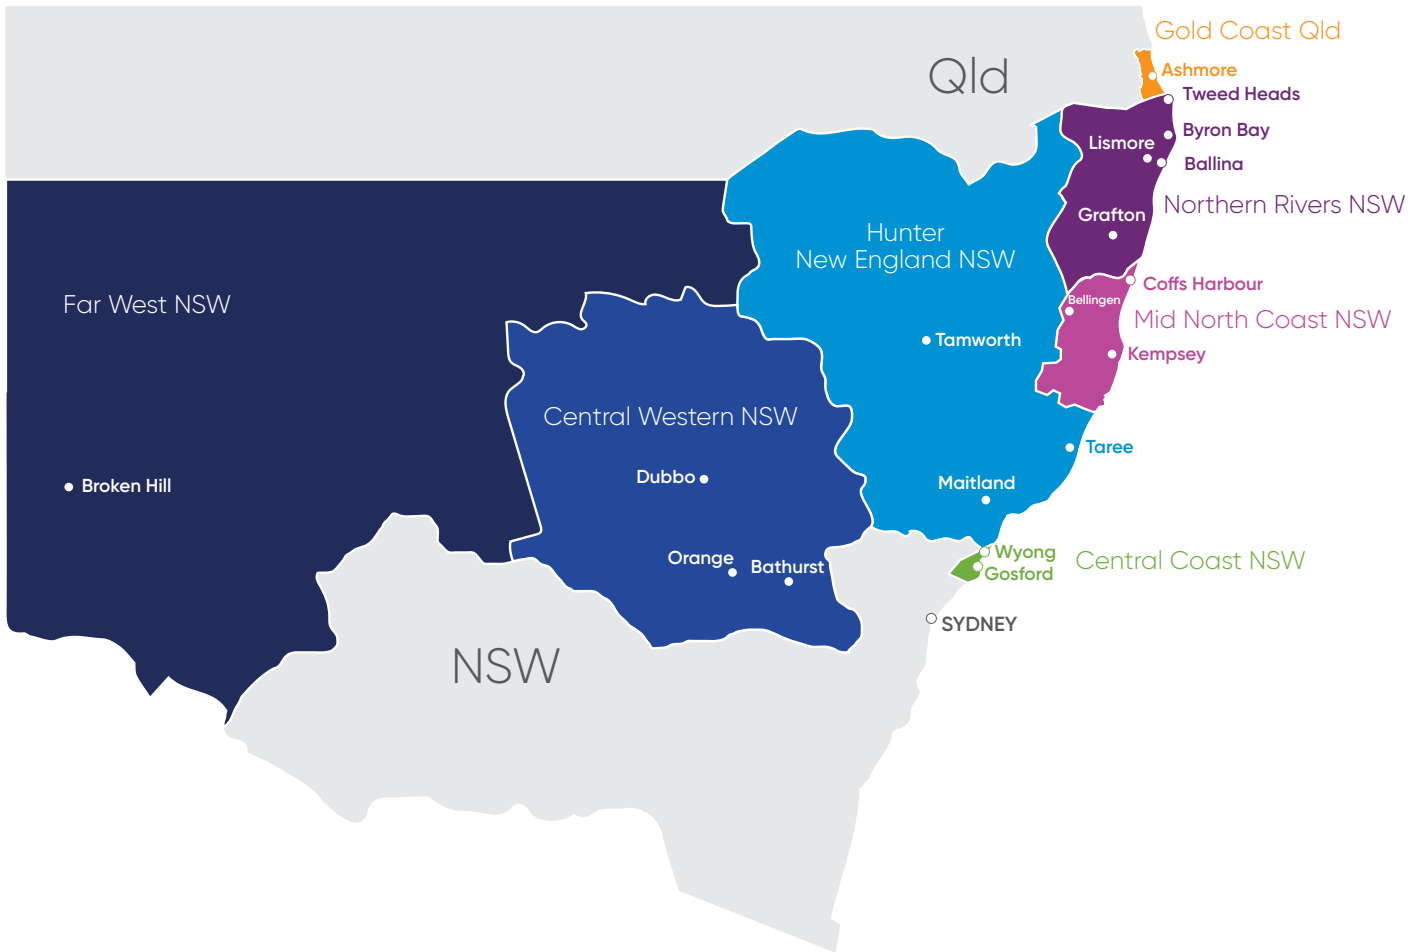 Gold Coast Qld
Qld
Ashmore
Tweed Heads
Byron Bay
Lismore
Ballina
Northern Rivers NSW
Grafton
Hunter
New England NSW
Coffs Harbour
Bellingen
Far West NSW
Mid North Coast NSW
Tamworth
Kempsey
Central Western NSW
Taree
Dubbo
Maitland
Broken Hill
Wyong
Orange
Bathurst
Central Coast NSW
Gosford
SYDNEY
NSW